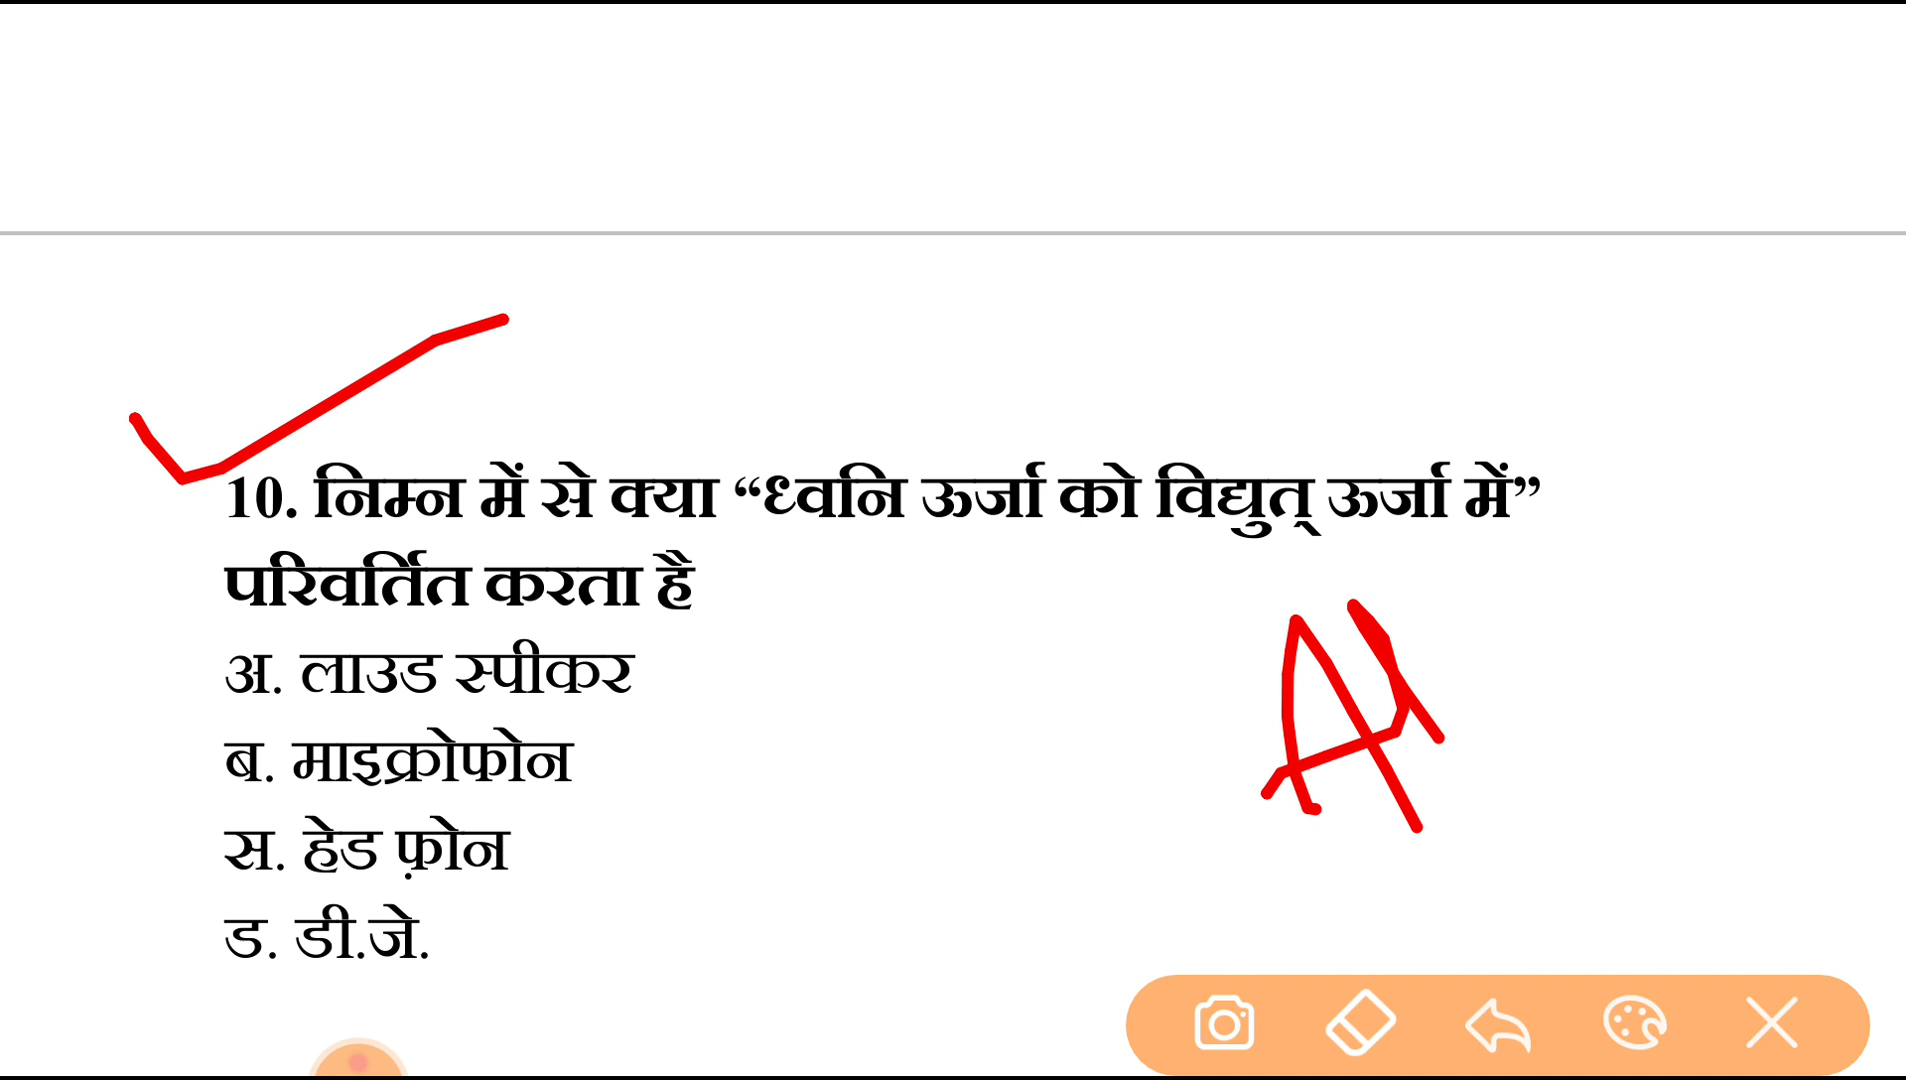 10. निम्न में से क्या “ध्वनि ऊर्जा को विद्युत् ऊर्जा में”
परिवर्तित करता है
अ. लाउड स्पीकर
ब. माइक्रोफोन
स. हेड फ़ोन
ड. डी.जे.